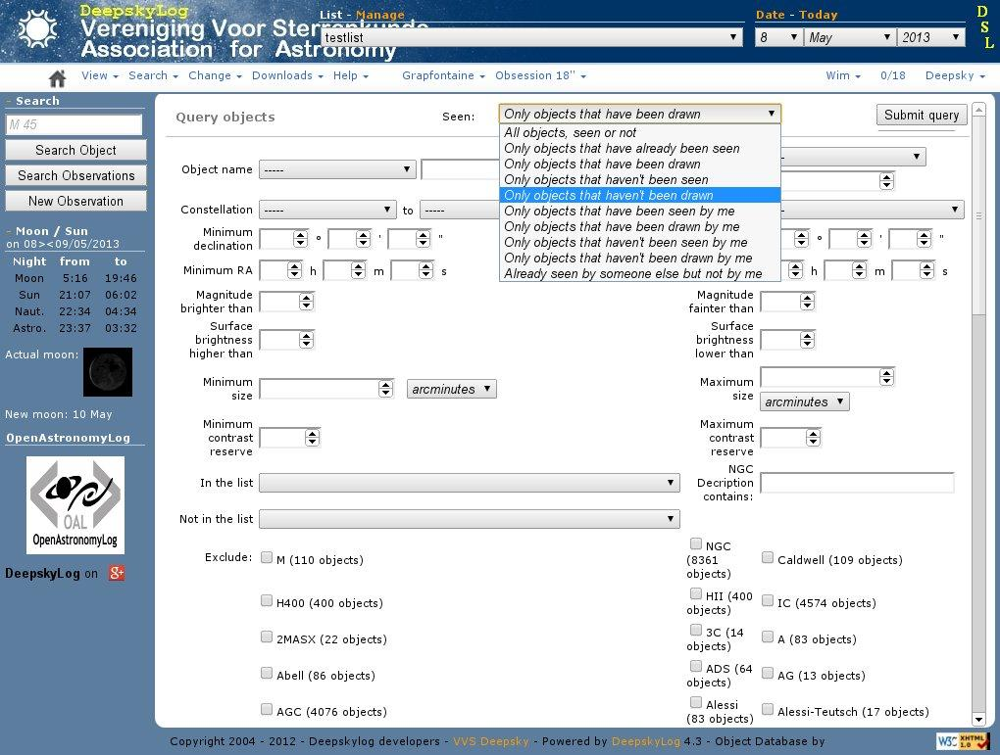 DeepskyLog
Vereniging Voor Sterrenkunde
Association for Astronomy
List - Manage
testlist
Date - Today
8 May 2013
DSL
View Search Change Downloads Help Grapfontaine Obsession 18" Wim 0/18 Deepsky
- Search
M 45
Search Object
Search Observations
New Observation
- Moon / Sun
on 08><09/05/2013
Night from to
Moon 5:16 19:46
Sun 21:07 06:02
Naut. 22:34 04:34
Astro. 23:37 03:32
Actual moon:
New moon: 10 May
OpenAstronomyLog
OAL
OpenAstronomyLog
DeepskyLog on g+
Query objects
Seen:
Only objects that have been drawn
Submit query
All objects, seen or not
Only objects that have already been seen
Only objects that have been drawn
Only objects that haven't been seen
Only objects that haven't been drawn
Only objects that have been seen by me
Only objects that have been drawn by me
Only objects that haven't been seen by me
Only objects that haven't been drawn by me
Already seen by someone else but not by me
Object name -----
Constellation ----- to -----
Minimum
declination ° ' " ' "
Minimum RA h m s h m s
Magnitude
brighter than
Magnitude
fainter than
Surface
brightness
higher than
Surface
brightness
lower than
Minimum
size arcminutes
Maximum
size arcminutes
Minimum
contrast
reserve
Maximum
contrast
reserve
In the list
NGC
Decription
contains:
Not in the list
Exclude: M (110 objects)
NGC
(8361
objects)
Caldwell (109 objects)
H400 (400 objects)
HII (400
objects)
IC (4574 objects)
2MASX (22 objects)
3C (14
objects)
A (83 objects)
Abell (86 objects)
ADS (64
objects)
AG (13 objects)
AGC (4076 objects)
Alessi
(83 objects)
Alessi-Teutsch (17 objects)
Copyright 2004 - 2012 - Deepskylog developers - VVS Deepsky - Powered by DeepskyLog 4.3 - Object Database by
W3C XHTML 1.0